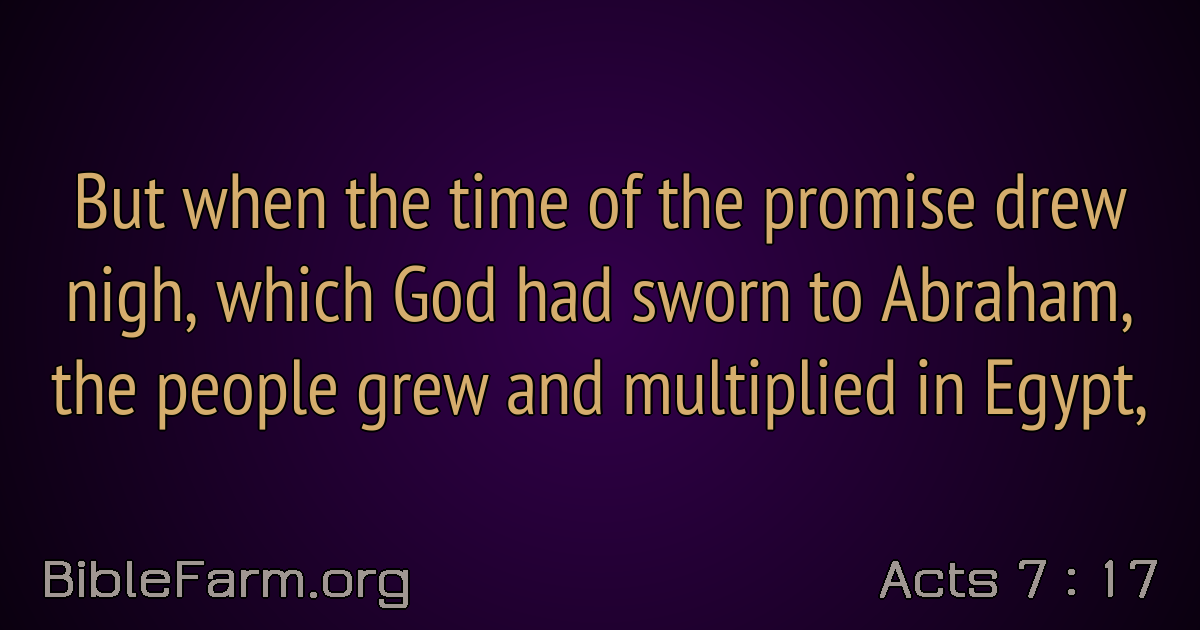 But when the time of the promise drew
nigh, which God had sworn to Abraham,
the people grew and multiplied in Egypt,
BibleFarm.org
Acts 7 : 17